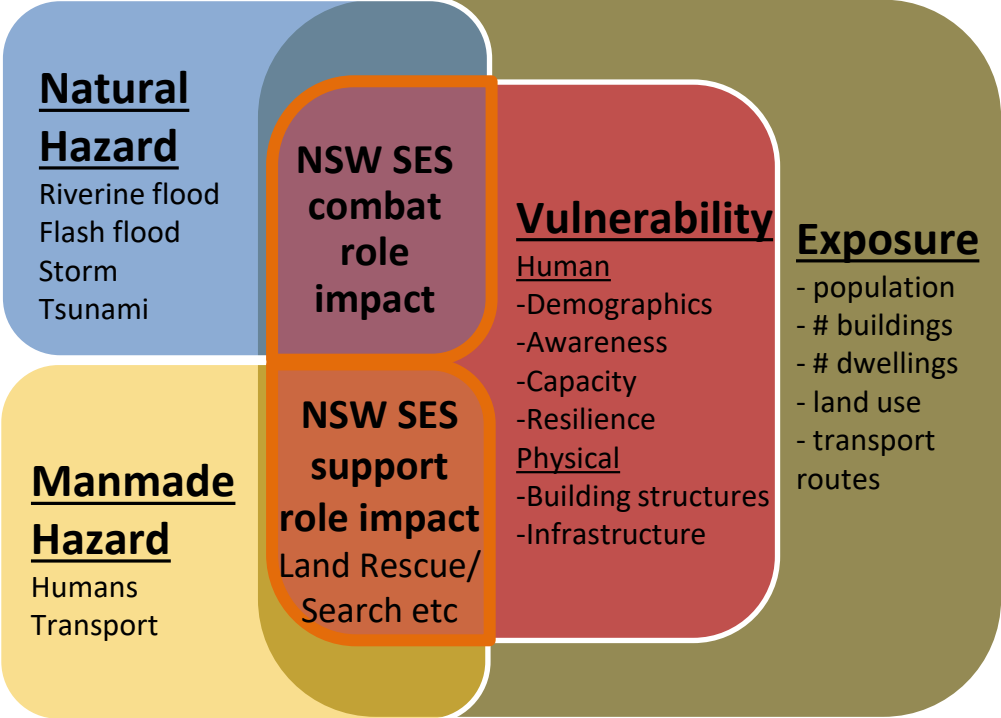 Natural
Hazard
Riverine flood
Flash flood
Storm
Tsunami
NSW SES
combat
role
impact
Manmade
Hazard
Humans
Transport
NSW SES
support
role impact
Land Rescue/
Search etc
Vulnerability
Human
-Demographics
-Awareness
-Capacity
-Resilience
Physical
-Building structures
-Infrastructure
Exposure
- population
- # buildings
- # dwellings
- land use
- transport
routes